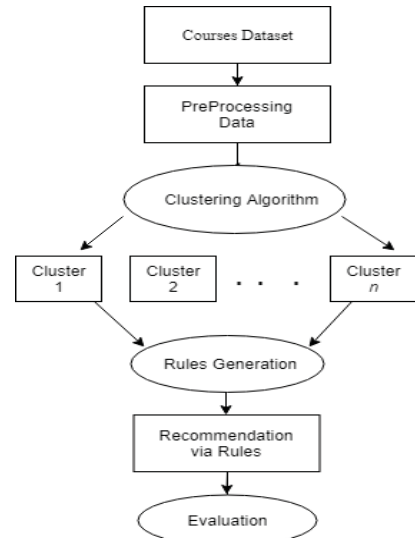 Courses Dataset
PreProcessing
Data
Clustering Algorithm
Cluster
1
Cluster
2
. . .
Cluster
n
Rules Generation
Recommendation
via Rules
Evaluation